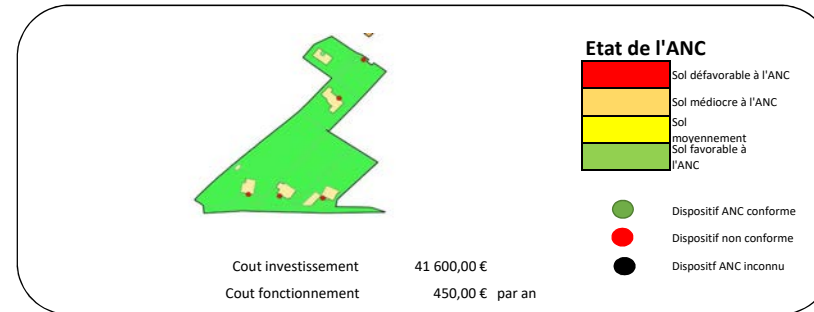 Etat de l'ANC
Sol défavorable à l'ANC
Sol médiocre à l'ANC
Sol
moyennement
Sol favorable à
l'ANC
Dispositif ANC conforme
Dispositif non conforme
Dispositf ANC inconnu
Cout investissement 41 600,00 €
Cout fonctionnement 450,00 € par an